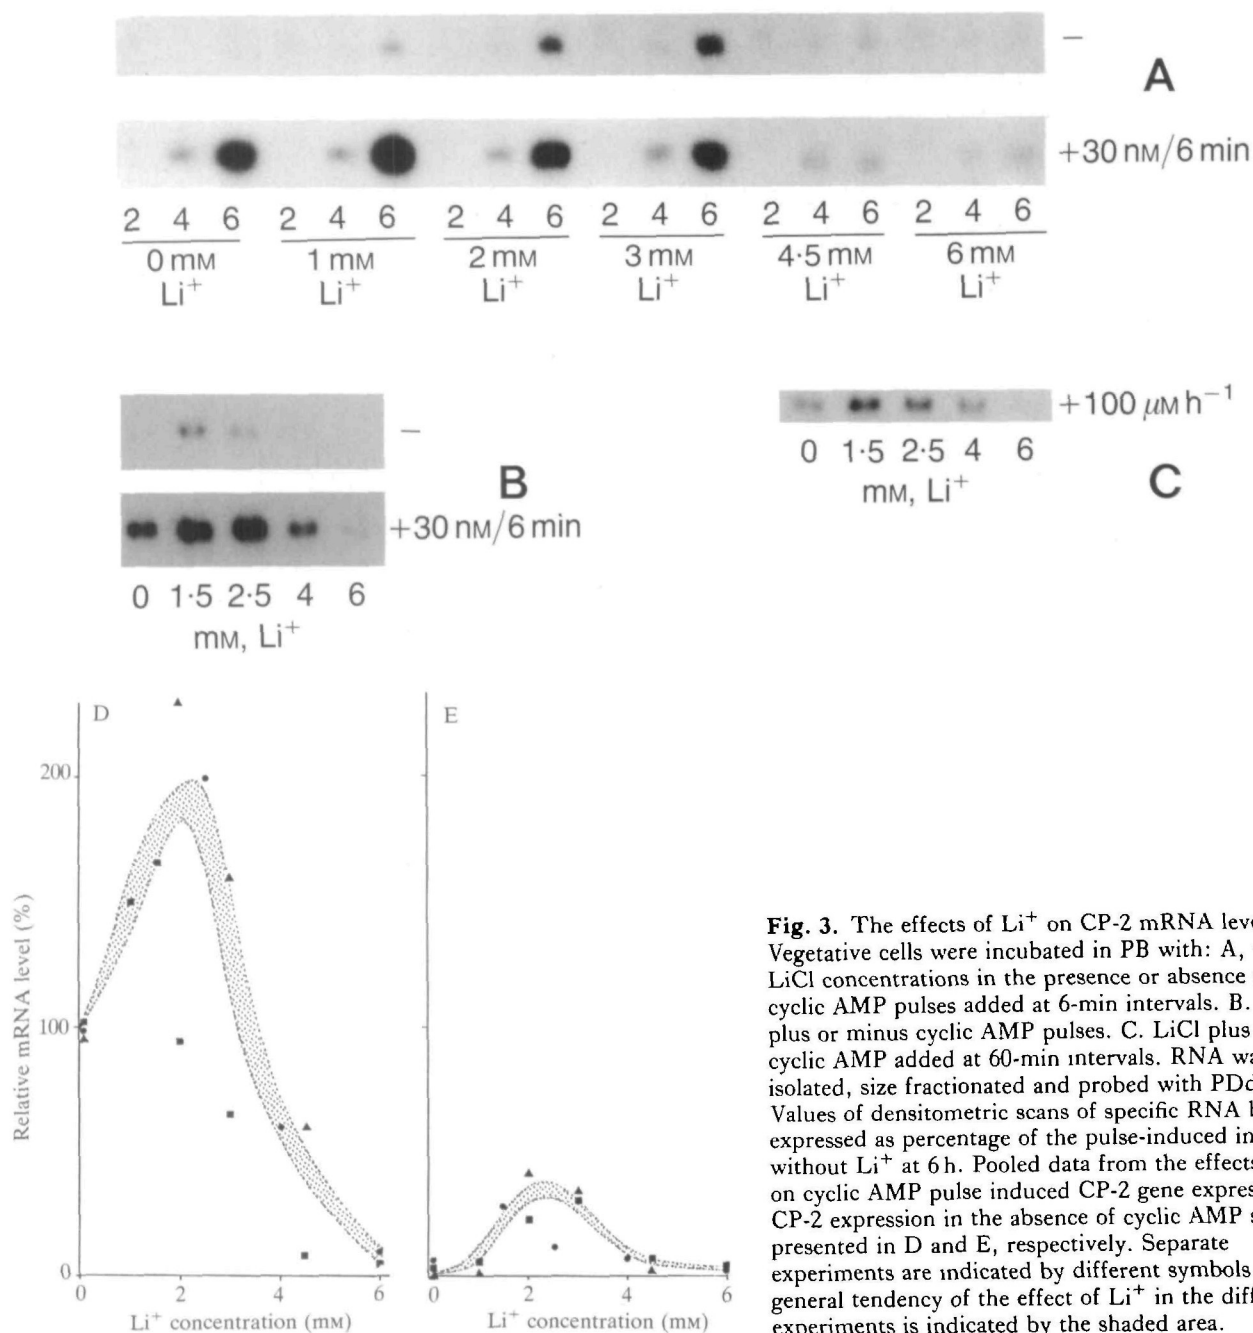 −
A
+30 nM/6 min
2 4 6 2 4 6 2 4 6 2 4 6 2 4 6 2 4 6
0 mM 1 mM 2 mM 3 mM 4·5 mM 6 mM
Li⁺ Li⁺ Li⁺ Li⁺ Li⁺ Li⁺
−
B
+30 nM/6 min
0 1·5 2·5 4 6
mM, Li⁺
+100 μM h⁻¹
0 1·5 2·5 4 6
mM, Li⁺
C
D
E
200
100
0
Relative mRNA level (%)
0 2 4 6
Li⁺ concentration (mM)
0 2 4 6
Li⁺ concentration (mM)
Fig. 3. The effects of Li⁺ on CP-2 mRNA leve
Vegetative cells were incubated in PB with: A,
LiCl concentrations in the presence or absence
cyclic AMP pulses added at 6-min intervals. B.
plus or minus cyclic AMP pulses. C. LiCl plus
cyclic AMP added at 60-min intervals. RNA wa
isolated, size fractionated and probed with PDd
Values of densitometric scans of specific RNA b
expressed as percentage of the pulse-induced in
without Li⁺ at 6 h. Pooled data from the effects
on cyclic AMP pulse induced CP-2 gene expres
CP-2 expression in the absence of cyclic AMP s
presented in D and E, respectively. Separate
experiments are indicated by different symbols
general tendency of the effect of Li⁺ in the diff
experiments is indicated by the shaded area.